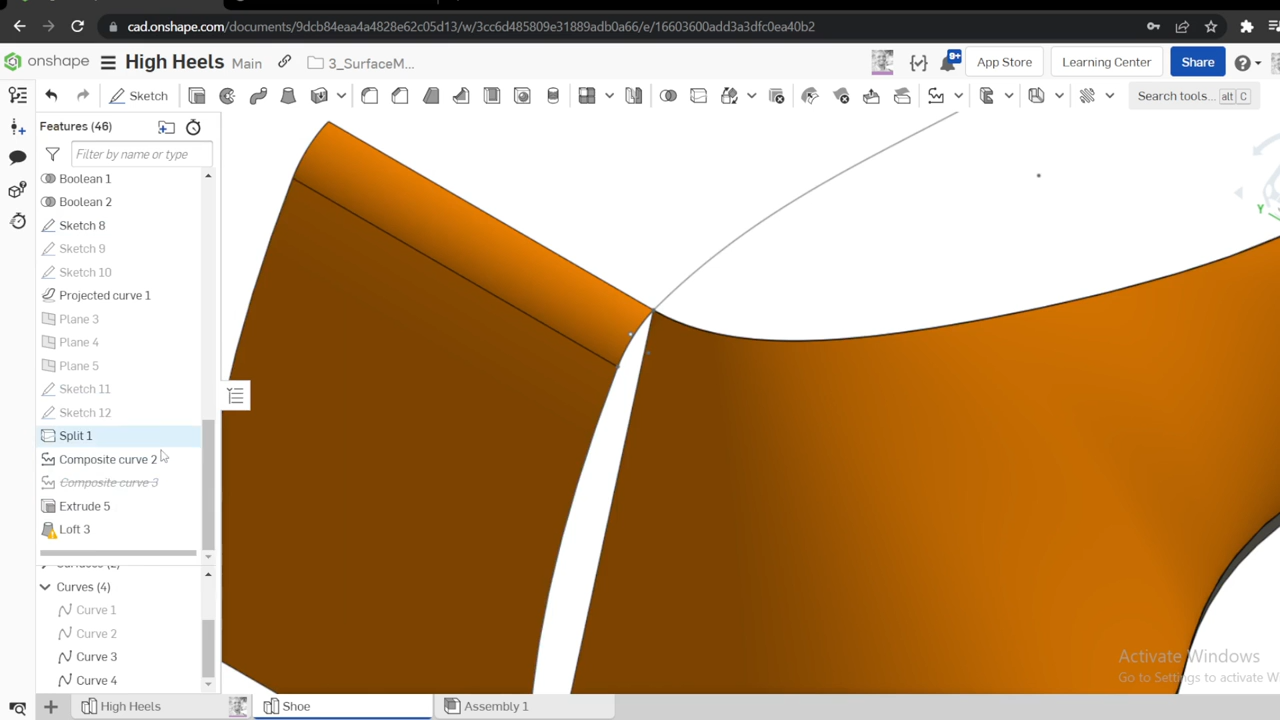 cad.onshape.com/documents/9dcb84eaa4a4828e62c05d13/w/3cc6d485809e31889adb0a66/e/16603600add3a3dfc0ea40b2
onshape High Heels Main 3_SurfaceM... 9+ App Store Learning Center Share
Sketch Search tools... alt C
Features (46)
Filter by name or type
Boolean 1
Boolean 2
Sketch 8
Sketch 9
Sketch 10
Projected curve 1
Plane 3
Plane 4
Plane 5
Sketch 11
Sketch 12
Split 1
Composite curve 2
Composite curve 3
Extrude 5
Loft 3
Surfaces (2)
Curves (4)
Curve 1
Curve 2
Curve 3
Curve 4
Y
Activate Windows
Go to Settings to activate W
High Heels Shoe Assembly 1